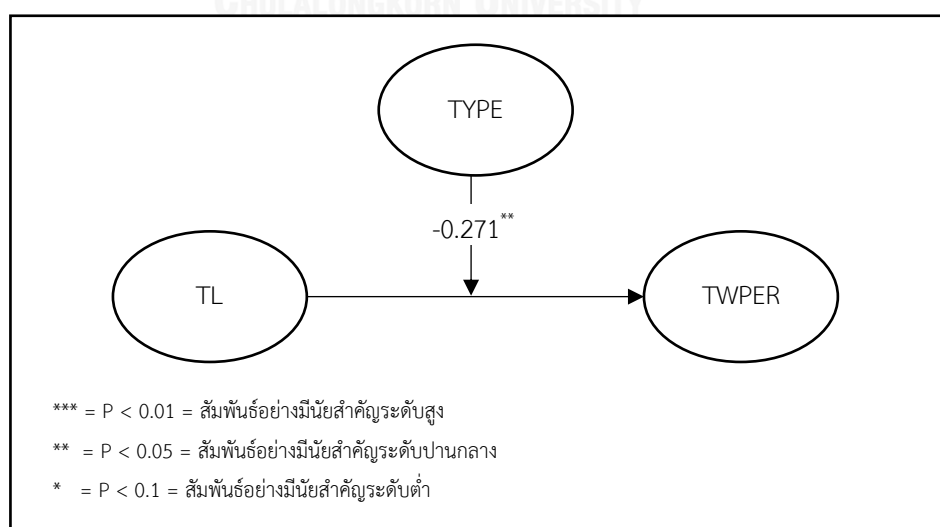 CHULALONGKORN UNIVERSITY
TYPE
-0.271**
TL
TWPER
*** = P < 0.01 = สัมพันธ์อย่างมีนัยสำคัญระดับสูง
** = P < 0.05 = สัมพันธ์อย่างมีนัยสำคัญระดับปานกลาง
* = P < 0.1 = สัมพันธ์อย่างมีนัยสำคัญระดับต่ำ